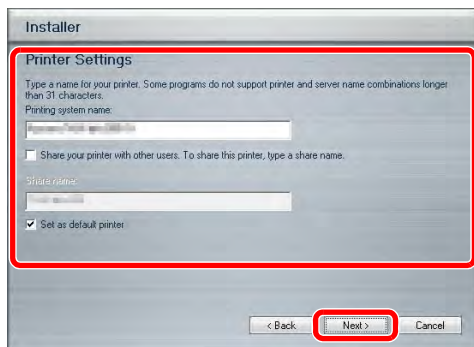 Installer
Printer Settings
Type a name for your printer. Some programs do not support printer and server name combinations longer
than 31 characters.
Printing system name:
Share your printer with other users. To share this printer, type a share name.
Share name:
Set as default printer
< Back
Next >
Cancel